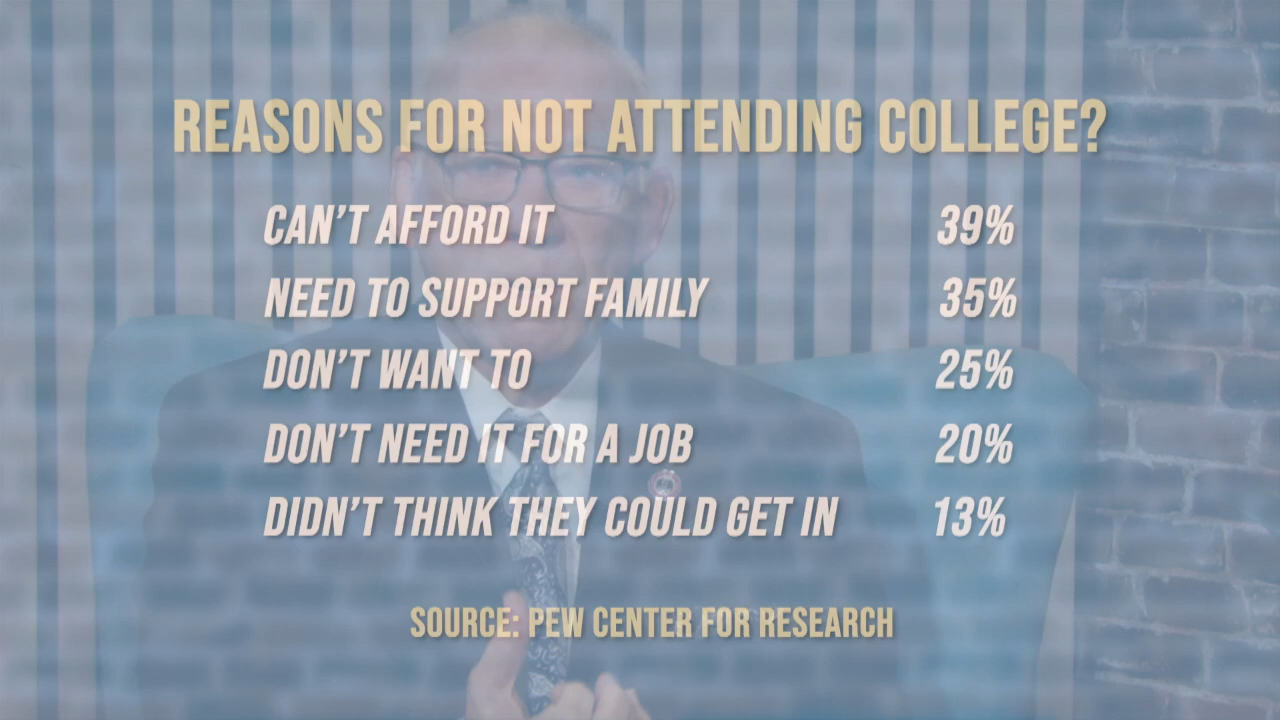 REASONS FOR NOT ATTENDING COLLEGE?
CAN'T AFFORD IT 39%
NEED TO SUPPORT FAMILY 35%
DON'T WANT TO 25%
DON'T NEED IT FOR A JOB 20%
DIDN'T THINK THEY COULD GET IN 13%
SOURCE: PEW CENTER FOR RESEARCH